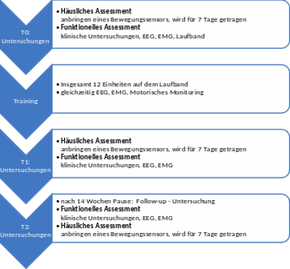 T0:
Unteruchungen
• Häusliches Assessment
anbringen eines Bewegungssensors, wird für 7 Tage getragen
• Funktionelles Assessment
klinische Untersuchungen, EEG, EMG, Laufband
Training
• Insgesamt 12 Einheiten auf dem Laufband
• gleichzeitig EEG, EMG, Motorisches Monitoring
T1:
Untersuchungen
• Häusliches Assessment
anbringen eines Bewegungssensors, wird für 7 Tage getragen
• Funktionelles Assessment
klinische Untersuchungen, EEG, EMG
T2:
Untersuchungen
• nach 14 Wochen Pause: Follow-up - Untersuchung
• Funktionelles Assessment
klinische Untersuchungen, EEG, EMG
• Häusliches Assessment
anbringen eines Bewegungssensors, wird für 7 Tage getragen